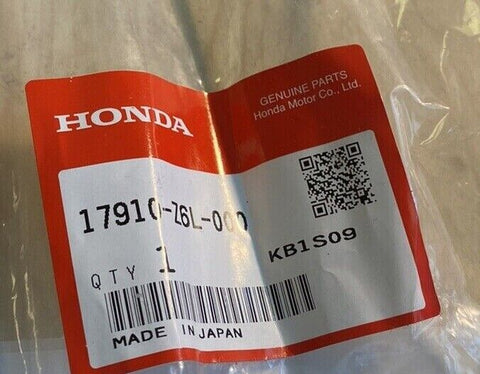 GENUINE PARTS
Honda Motor Co., Ltd.
HONDA
17910-Z6L-000
KB1S09
QTY 1
MADE IN JAPAN